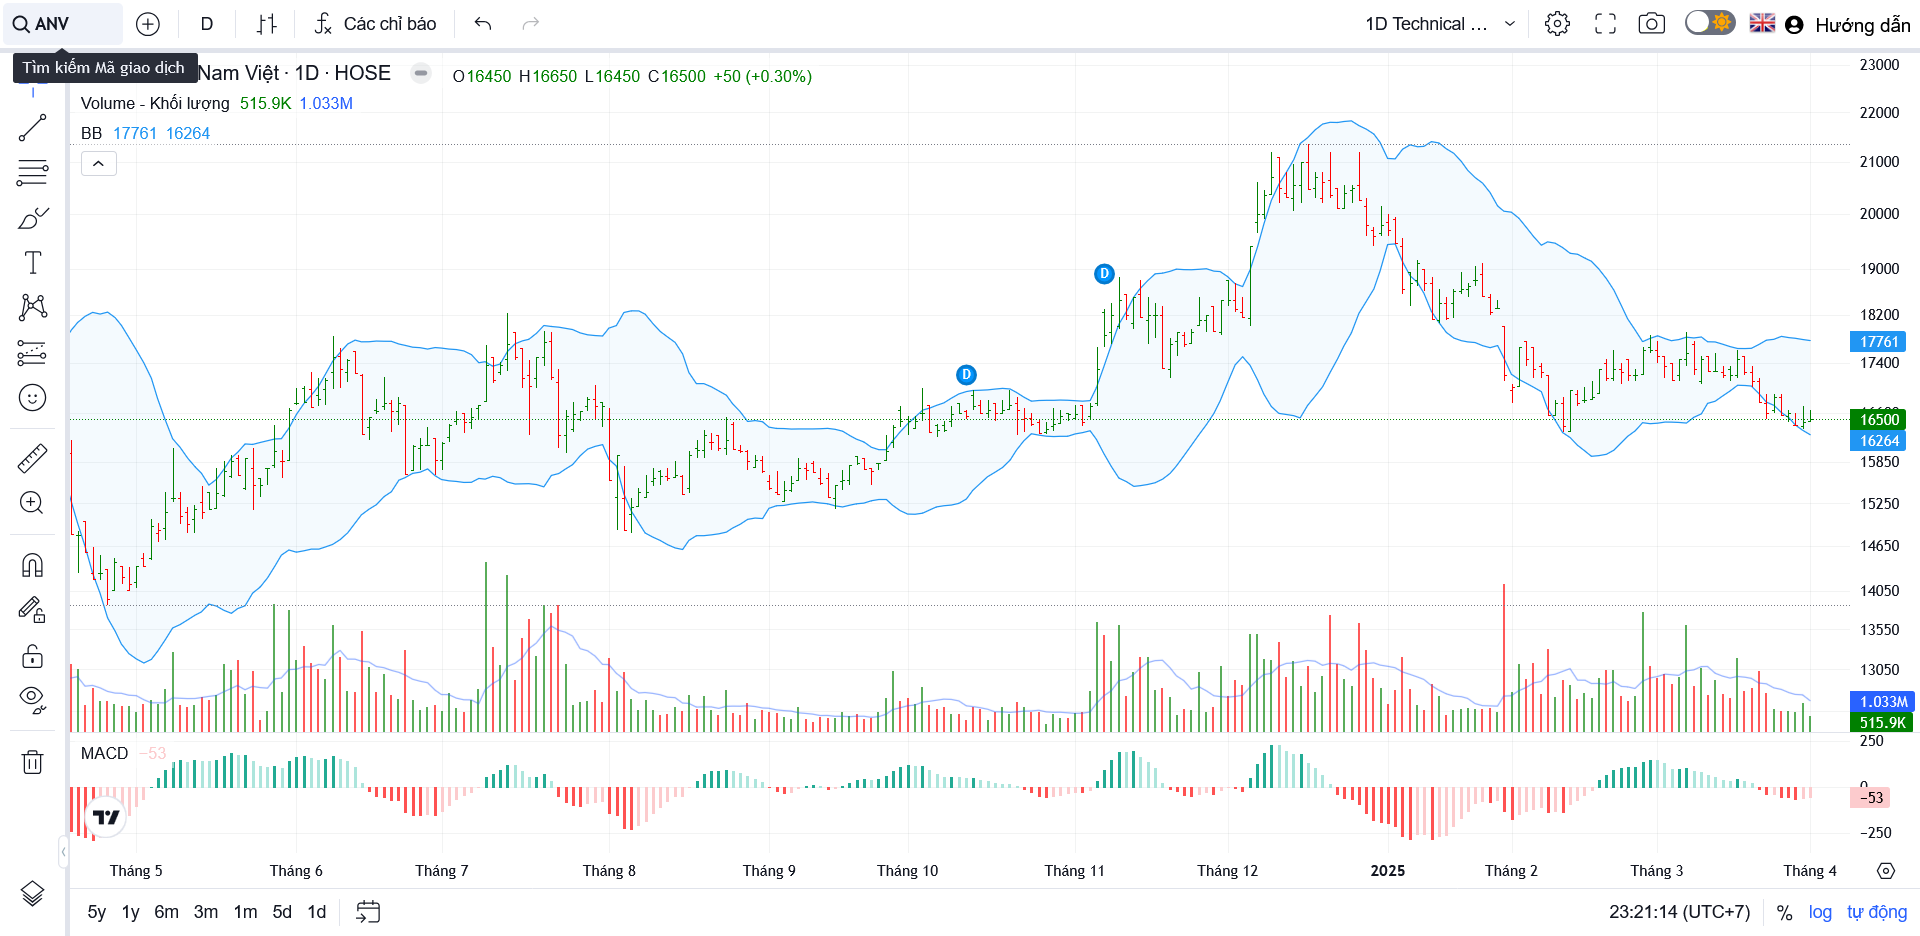 ANV
D
Các chỉ báo
1D Technical ...
Hướng dẫn
Tìm kiếm Mã giao dịch
Nam Việt · 1D · HOSE
O16450 H16650 L16450 C16500 +50 (+0.30%)
Volume - Khối lượng 515.9K 1.033M
BB 17761 16264
D
D
23000
22000
21000
20000
19000
18200
17761
17400
16500
16264
15850
15250
14650
14050
13550
13050
1.033M
515.9K
MACD −53
250
0
−53
−250
Tháng 5 Tháng 6 Tháng 7 Tháng 8 Tháng 9 Tháng 10 Tháng 11 Tháng 12 2025 Tháng 2 Tháng 3 Tháng 4
5y 1y 6m 3m 1m 5d 1d
23:21:14 (UTC+7) % log tự động